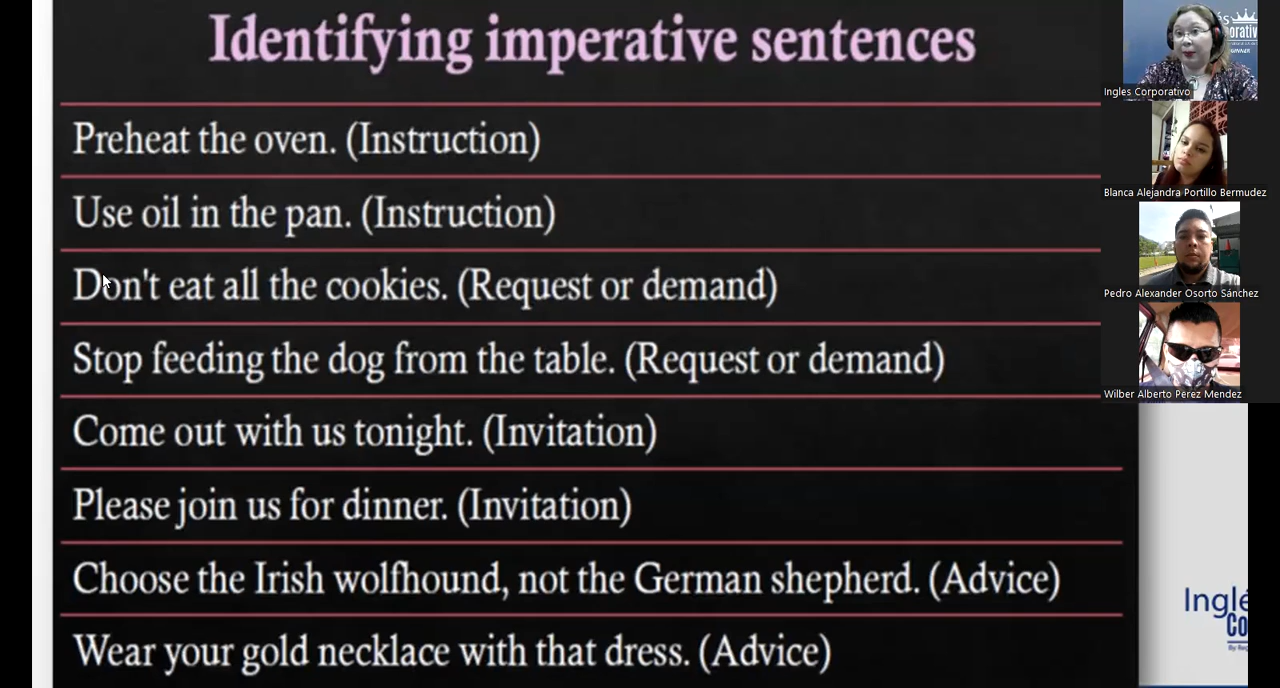 Identifying imperative sentences
Preheat the oven. (Instruction)
Use oil in the pan. (Instruction)
Don't eat all the cookies. (Request or demand)
Stop feeding the dog from the table. (Request or demand)
Come out with us tonight. (Invitation)
Please join us for dinner. (Invitation)
Choose the Irish wolfhound, not the German shepherd. (Advice)
Wear your gold necklace with that dress. (Advice)
Ingles Corporativo
Blanca Alejandra Portillo Bermudez
Pedro Alexander Osorto Sánchez
Wilber Alberto Perez Mendez
Inglé
Co